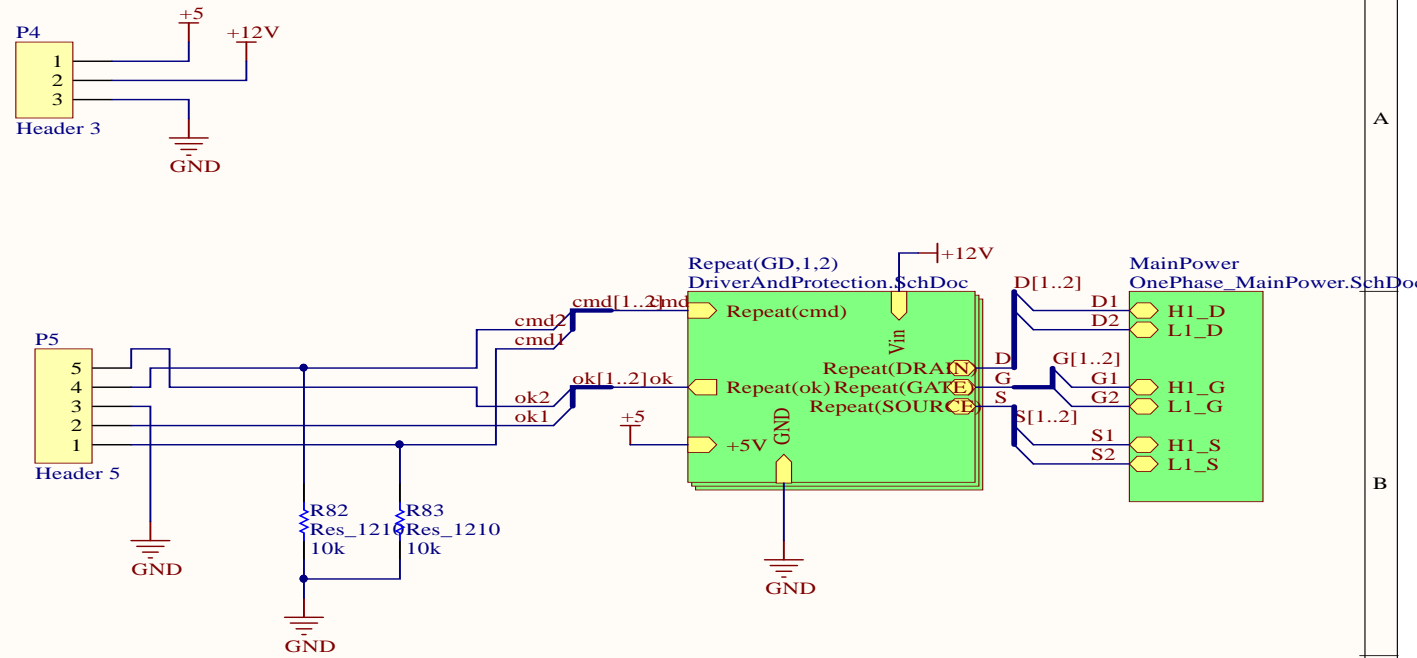 +5
P4
+12V
1
2
3
Header 3
GND
A
+12V
Repeat(GD,1,2)
DriverAndProtection.SchDoc
MainPower
OnePhase_MainPower.SchDoc
D[1..2]
cmd[1..2]
cmd
Repeat(cmd)
Vin
D1
H1_D
D2
L1_D
cmd2
cmd1
P5
5
4
3
2
1
Header 5
D
Repeat(DRAIN)
G[1..2]
ok[1..2]
ok
Repeat(ok)
Repeat(GATE)
G
G1
H1_G
G2
L1_G
ok2
ok1
Repeat(SOURCE)
S
S[1..2]
+5
+5V
GND
S1
H1_S
S2
L1_S
B
R82
Res_1210
10k
R83
Res_1210
10k
GND
GND
GND